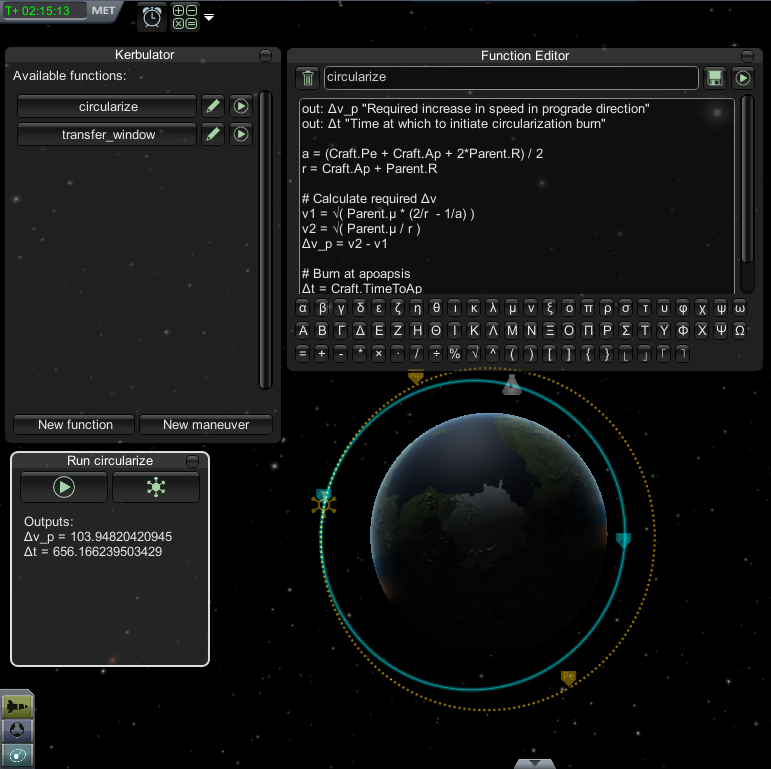 T+ 02:15:13 MET
Kerbulator
Available functions:
circularize
transfer_window
New function New maneuver
Function Editor
circularize
out: Δv_p "Required increase in speed in prograde direction"
out: Δt "Time at which to initiate circularization burn"
a = (Craft.Pe + Craft.Ap + 2*Parent.R) / 2
r = Craft.Ap + Parent.R
# Calculate required Δv
v1 = √( Parent.μ * (2/r - 1/a) )
v2 = √( Parent.μ / r )
Δv_p = v2 - v1
# Burn at apoapsis
Δt = Craft.TimeToAp
α β γ δ ε ζ η θ ι κ λ μ ν ξ ο π ρ σ τ υ φ χ ψ ω
Α Β Γ Δ Ε Ζ Η Θ Ι Κ Λ Μ Ν Ξ Ο Π Ρ Σ Τ Υ Φ Χ Ψ Ω
= + - * × · / ÷ % √ ^ ( ) [ ] { } ⌊ ⌋ ⌈ ⌉
Run circularize
Outputs:
Δv_p = 103.94820420945
Δt = 656.166239503429
Ap
Pe
Pe